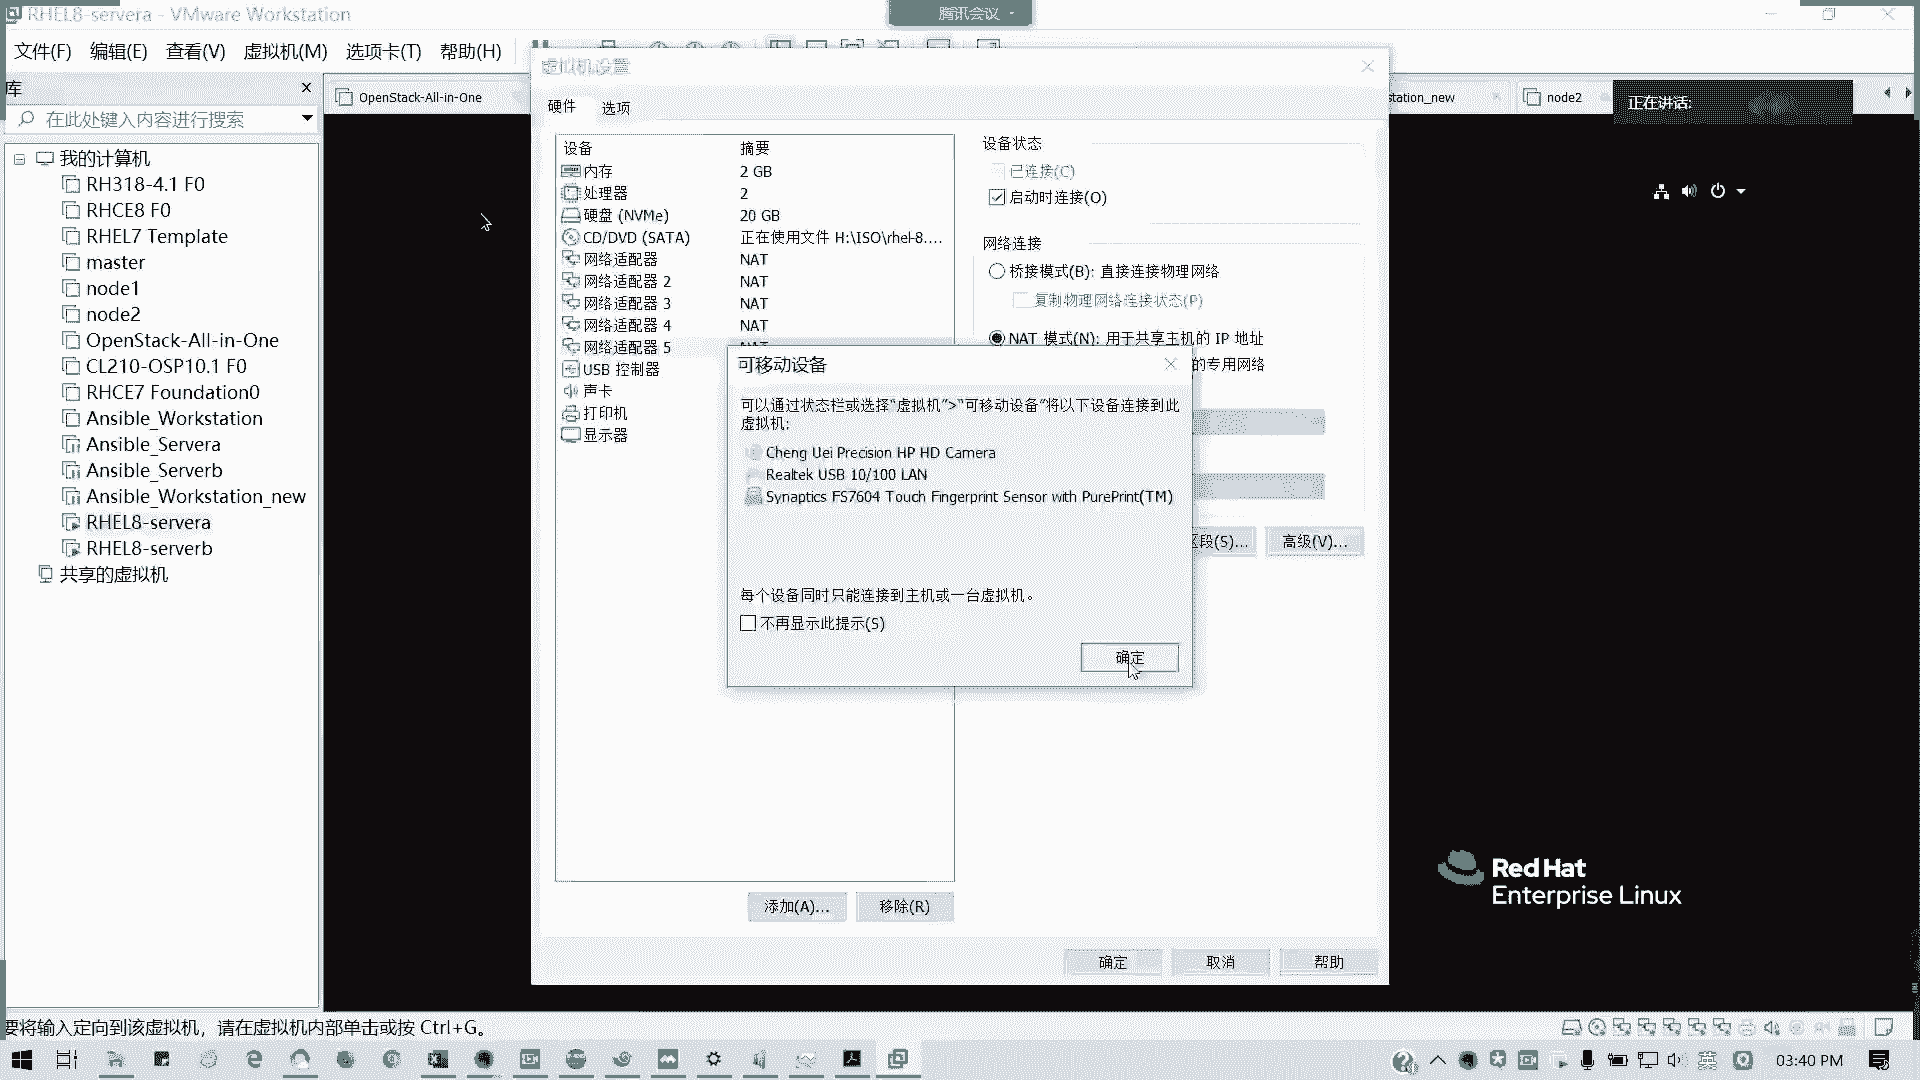 RHEL8-servera - VMware Workstation
腾讯会议
文件(F) 编辑(E) 查看(V) 虚拟机(M) 选项卡(T) 帮助(H)
库
在此处键入内容进行搜索
我的计算机
RH318-4.1 F0
RHCE8 F0
RHEL7 Template
master
node1
node2
OpenStack-All-in-One
CL210-OSP10.1 F0
RHCE7 Foundation0
Ansible_Workstation
Ansible_Servera
Ansible_Serverb
Ansible_Workstation_new
RHEL8-servera
RHEL8-serverb
共享的虚拟机
OpenStack-All-in-One
station_new
node2
正在讲话:
虚拟机设置
硬件 选项
设备 摘要
内存 2 GB
处理器 2
硬盘 (NVMe) 20 GB
CD/DVD (SATA) 正在使用文件 H:\ISO\rhel-8....
网络适配器 NAT
网络适配器 2 NAT
网络适配器 3 NAT
网络适配器 4 NAT
网络适配器 5
USB 控制器
声卡
打印机
显示器
添加(A)... 移除(R)
设备状态
已连接(C)
启动时连接(O)
网络连接
桥接模式(B): 直接连接物理网络
复制物理网络连接状态(P)
NAT 模式(N): 用于共享主机的 IP 地址
的专用网络
区段(S)... 高级(V)...
可移动设备
可以通过状态栏或选择“虚拟机”>“可移动设备”将以下设备连接到此
虚拟机:
Cheng Uei Precision HP HD Camera
Realtek USB 10/100 LAN
Synaptics FS7604 Touch Fingerprint Sensor with PurePrint(TM)
每个设备同时只能连接到主机或一台虚拟机。
不再显示此提示(S)
确定
确定 取消 帮助
Red Hat
Enterprise Linux
要将输入定向到该虚拟机，请在虚拟机内部单击或按 Ctrl+G。
英
03:40 PM